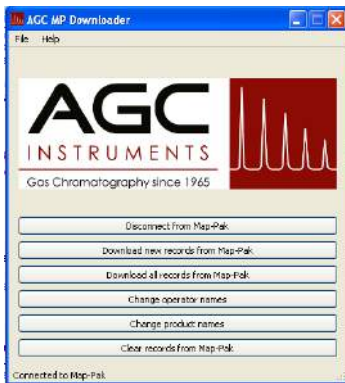 AGC MP Downloader
File Help
AGC
INSTRUMENTS
Gas Chromatography since 1965
Disconnect from Map-Pak
Download new records from Map-Pak
Download all records from Map-Pak
Change operator names
Change product names
Clear records from Map-Pak
Connected to Map-Pak